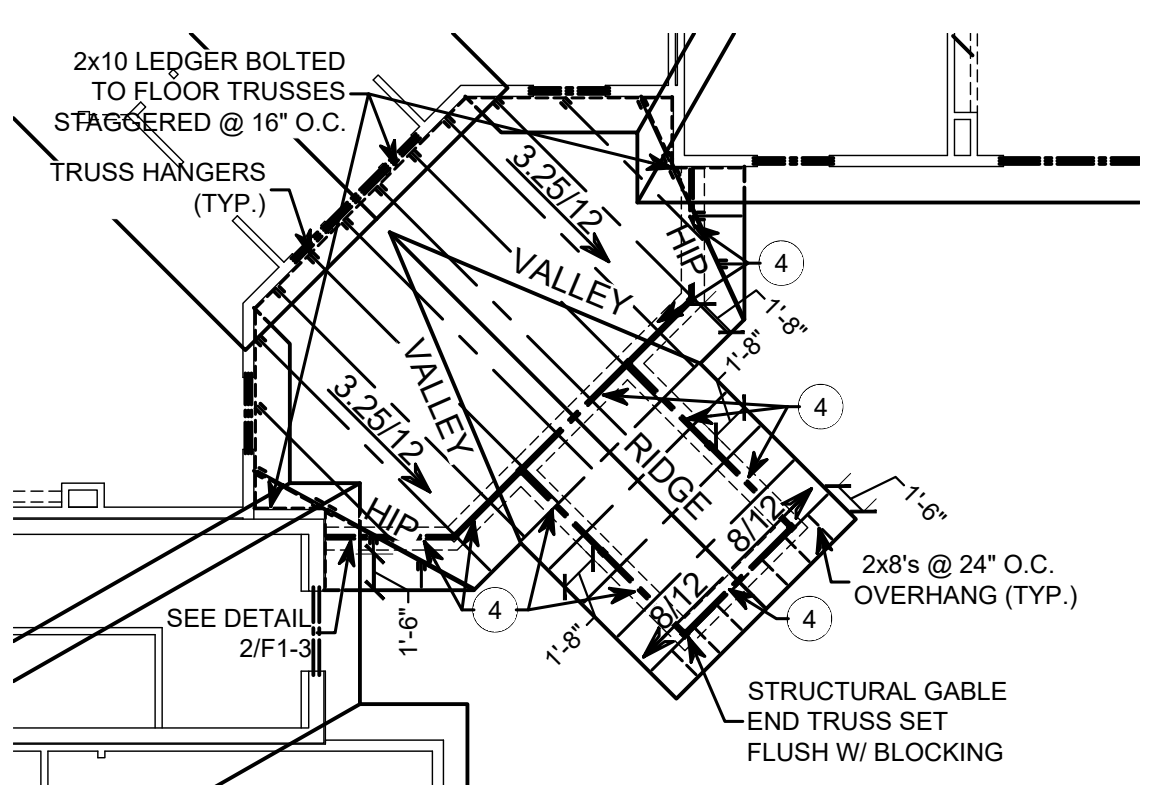 2x10 LEDGER BOLTED
TO FLOOR TRUSSES
STAGGERED @ 16" O.C.
TRUSS HANGERS
(TYP.)
3.25/12
HIP
4
VALLEY
1'-8"
1'-8"
VALLEY
3.25/12
4
RIDGE
HIP
8/12
1'-6"
2x8's @ 24" O.C.
OVERHANG (TYP.)
8/12
4
4
SEE DETAIL
2/F1-3
1'-6"
1'-8"
STRUCTURAL GABLE
END TRUSS SET
FLUSH W/ BLOCKING